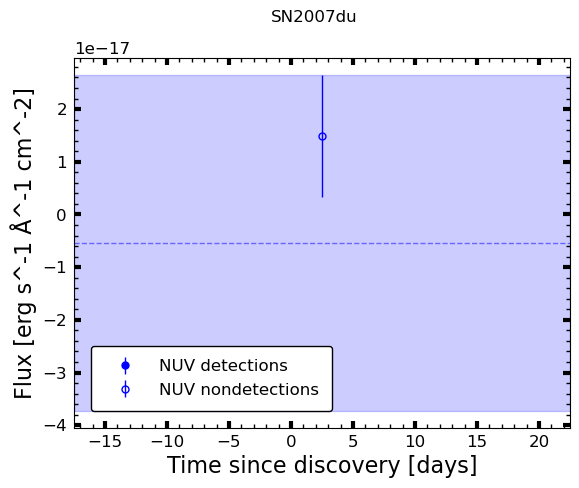 SN2007du
1e−17
Flux [erg s^-1 Å^-1 cm^-2]
2
1
0
−1
−2
−3
−4
NUV detections
NUV nondetections
−15 −10 −5 0 5 10 15 20
Time since discovery [days]